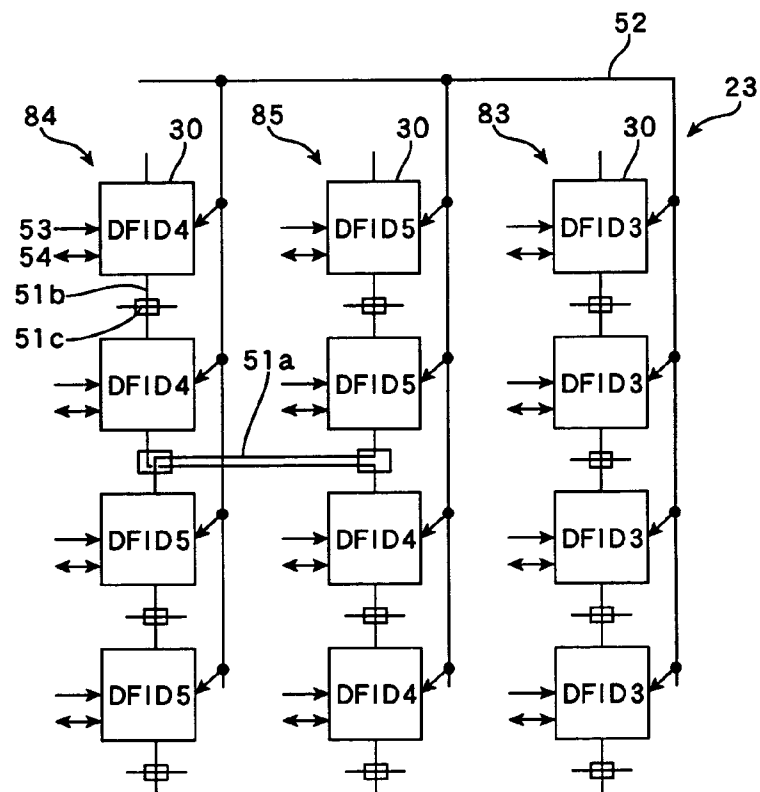 52
84 30 85 30 83 30 23
53 DFID4 DFID5 DFID3
54
51b
51c
51a
DFID4 DFID5 DFID3
DFID5 DFID4 DFID3
DFID5 DFID4 DFID3